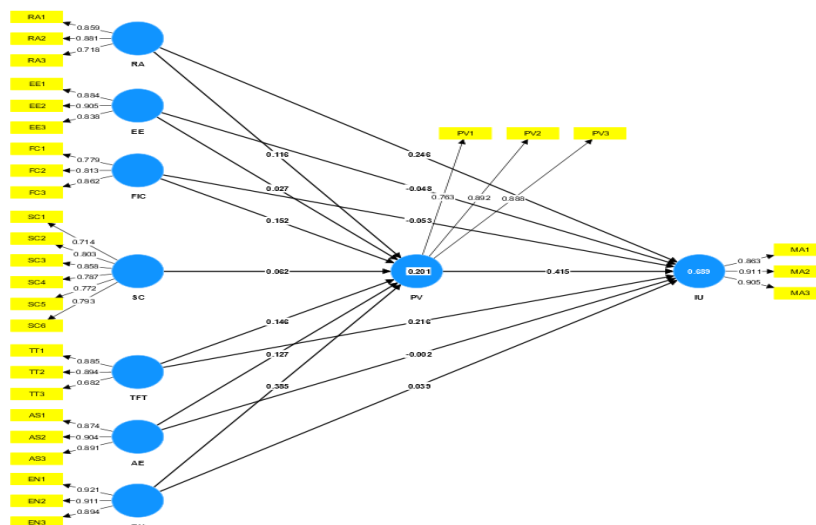 RA1
0.859
RA2
0.881
RA3
0.718
RA
EE1
0.884
EE2
0.905
EE3
0.838
EE
FC1
0.779
FC2
0.813
FC3
0.862
FIC
SC1
0.714
SC2
0.803
SC3
0.858
SC4
0.787
SC5
0.772
SC6
0.793
SC
TT1
0.885
TT2
0.894
TT3
0.682
TFT
AS1
0.874
AS2
0.904
AS3
0.891
AE
EN1
0.921
EN2
0.911
EN3
0.894
0.116
0.027
0.152
0.062
0.146
0.127
0.385
PV1
PV2
PV3
0.763
0.892
0.888
0.201
PV
0.246
-0.048
-0.053
0.415
0.216
-0.002
0.039
0.689
IU
0.863
MA1
0.911
MA2
0.905
MA3